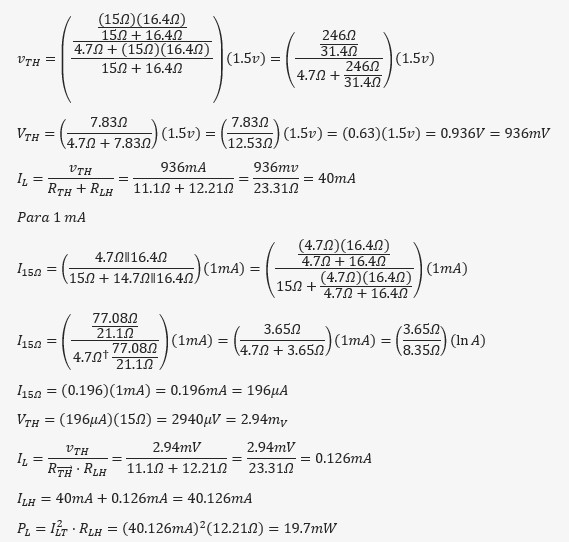 v_TH = (((15Ω)(16.4Ω)/(15Ω + 16.4Ω))/((4.7Ω + (15Ω)(16.4Ω))/(15Ω + 16.4Ω)))(1.5v) = ((246Ω/31.4Ω)/(4.7Ω + 246Ω/31.4Ω))(1.5v)
V_TH = (7.83Ω/(4.7Ω + 7.83Ω))(1.5v) = (7.83Ω/12.53Ω)(1.5v) = (0.63)(1.5v) = 0.936V = 936mV
I_L = v_TH/(R_TH + R_LH) = 936mA/(11.1Ω + 12.21Ω) = 936mv/23.31Ω = 40mA
Para 1 mA
I_15Ω = (4.7Ω∥16.4Ω/(15Ω + 14.7Ω∥16.4Ω))(1mA) = (((4.7Ω)(16.4Ω)/(4.7Ω + 16.4Ω))/(15Ω + (4.7Ω)(16.4Ω)/(4.7Ω + 16.4Ω)))(1mA)
I_15Ω = ((77.08Ω/21.1Ω)/(4.7Ω† 77.08Ω/21.1Ω))(1mA) = (3.65Ω/(4.7Ω + 3.65Ω))(1mA) = (3.65Ω/8.35Ω)(lnA)
I_15Ω = (0.196)(1mA) = 0.196mA = 196μA
V_TH = (196μA)(15Ω) = 2940μV = 2.94m_V
I_L = v_TH/(R_TH · R_LH) = 2.94mV/(11.1Ω + 12.21Ω) = 2.94mV/23.31Ω = 0.126mA
I_LH = 40mA + 0.126mA = 40.126mA
P_L = I²_LT · R_LH = (40.126mA)²(12.21Ω) = 19.7mW